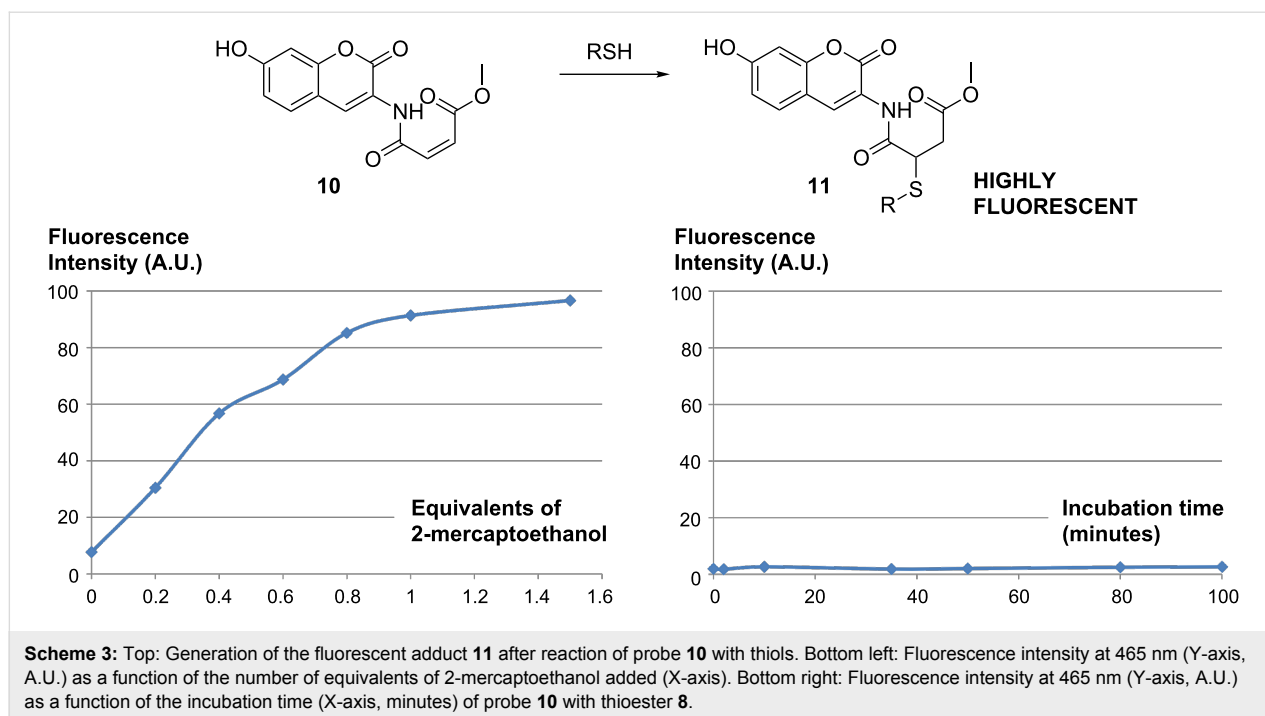 HO
O
O
NH
O
O
O
10
RSH
HO
O
O
NH
O
O
O
S
R
11
HIGHLY
FLUORESCENT
Fluorescence
Intensity (A.U.)
100
80
60
40
20
0
0 0.2 0.4 0.6 0.8 1 1.2 1.4 1.6
Equivalents of
2-mercaptoethanol
Fluorescence
Intensity (A.U.)
100
80
60
40
20
0
0 20 40 60 80 100
Incubation time
(minutes)
Scheme 3: Top: Generation of the fluorescent adduct 11 after reaction of probe 10 with thiols. Bottom left: Fluorescence intensity at 465 nm (Y-axis,
A.U.) as a function of the number of equivalents of 2-mercaptoethanol added (X-axis). Bottom right: Fluorescence intensity at 465 nm (Y-axis, A.U.)
as a function of the incubation time (X-axis, minutes) of probe 10 with thioester 8.